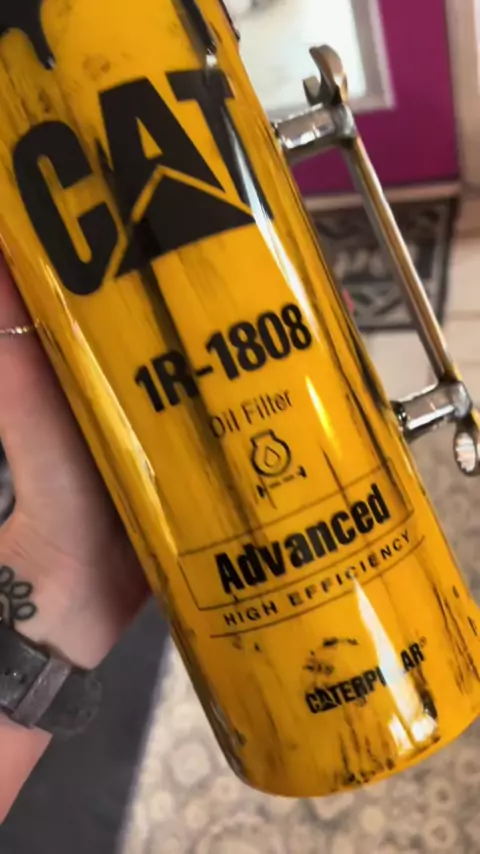 CAT
1R-1808
Oil Filter
Advanced
HIGH EFFICIENCY
CATERPILLAR®